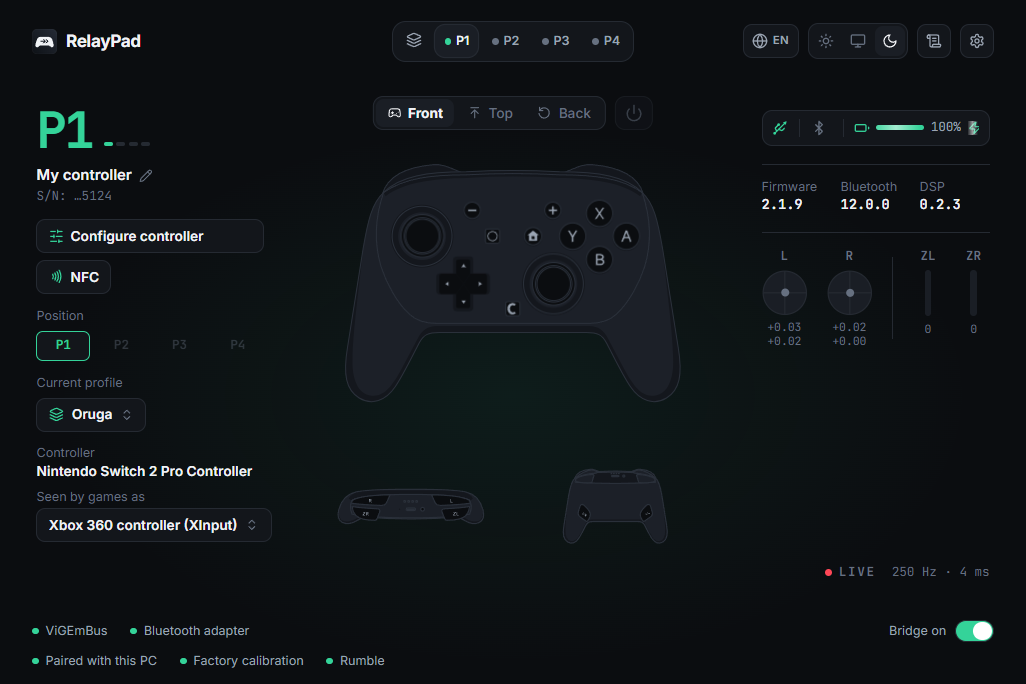 RelayPad
P1 P2 P3 P4
EN
Front Top Back
P1
100%
My controller
S/N: …5124
Firmware Bluetooth DSP
2.1.9 12.0.0 0.2.3
Configure controller
NFC
Position
P1 P2 P3 P4
Current profile
Oruga
Controller
Nintendo Switch 2 Pro Controller
Seen by games as
Xbox 360 controller (XInput)
X
Y A
B
C
L R ZL ZR
+0.03 +0.02 0 0
+0.02 +0.00
R L
ZR ZL
LIVE 250 Hz · 4 ms
ViGEmBus Bluetooth adapter
Bridge on
Paired with this PC Factory calibration Rumble